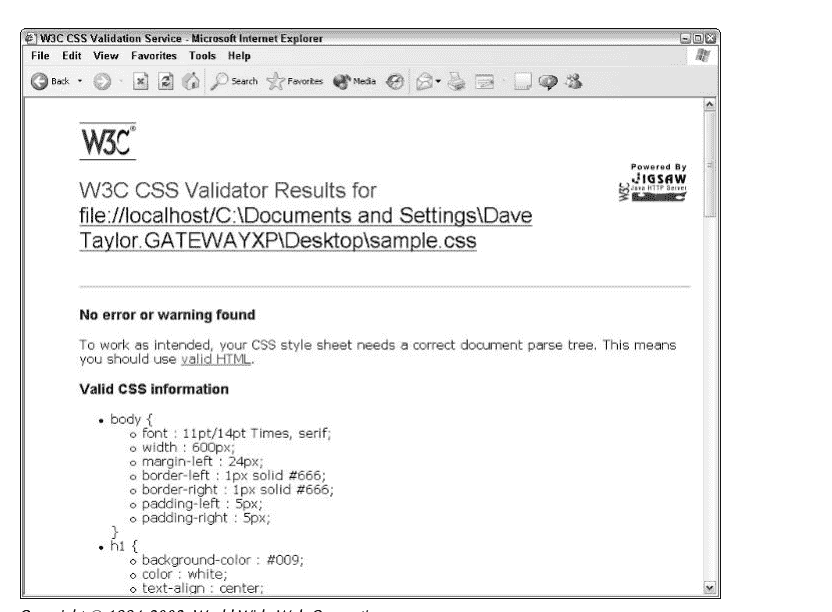 W3C CSS Validation Service - Microsoft Internet Explorer
File Edit View Favorites Tools Help
Back Search Favorites Media
W3C®
Powered By
JIGSAW
W3C Java HTTP Server
W3C CSS Validator Results for
file://localhost/C:\Documents and Settings\Dave
Taylor.GATEWAYXP\Desktop\sample.css
No error or warning found
To work as intended, your CSS style sheet needs a correct document parse tree. This means
you should use valid HTML.
Valid CSS information
• body {
o font : 11pt/14pt Times, serif;
o width : 600px;
o margin-left : 24px;
o border-left : 1px solid #666;
o border-right : 1px solid #666;
o padding-left : 5px;
o padding-right : 5px;
}
• h1 {
o background-color : #009;
o color : white;
o text-align : center;